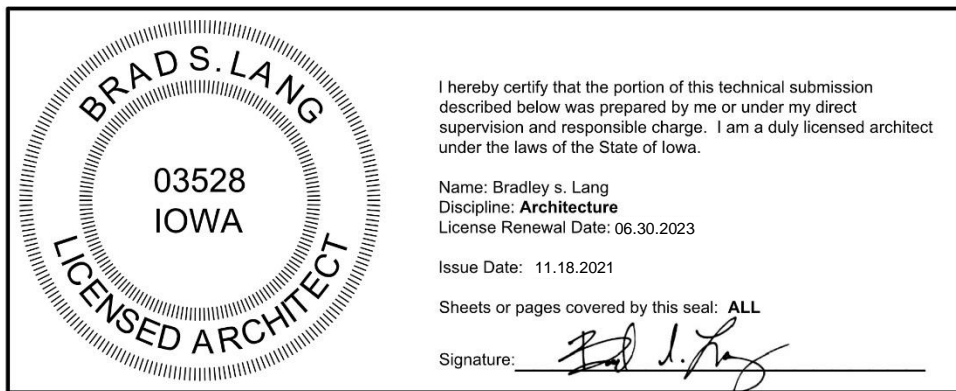 BRAD S. LANG
03528
IOWA
LICENSED ARCHITECT
I hereby certify that the portion of this technical submission
described below was prepared by me or under my direct
supervision and responsible charge. I am a duly licensed architect
under the laws of the State of Iowa.
Name: Bradley s. Lang
Discipline: Architecture
License Renewal Date: 06.30.2023
Issue Date: 11.18.2021
Sheets or pages covered by this seal: ALL
Signature: Brad S. Lang